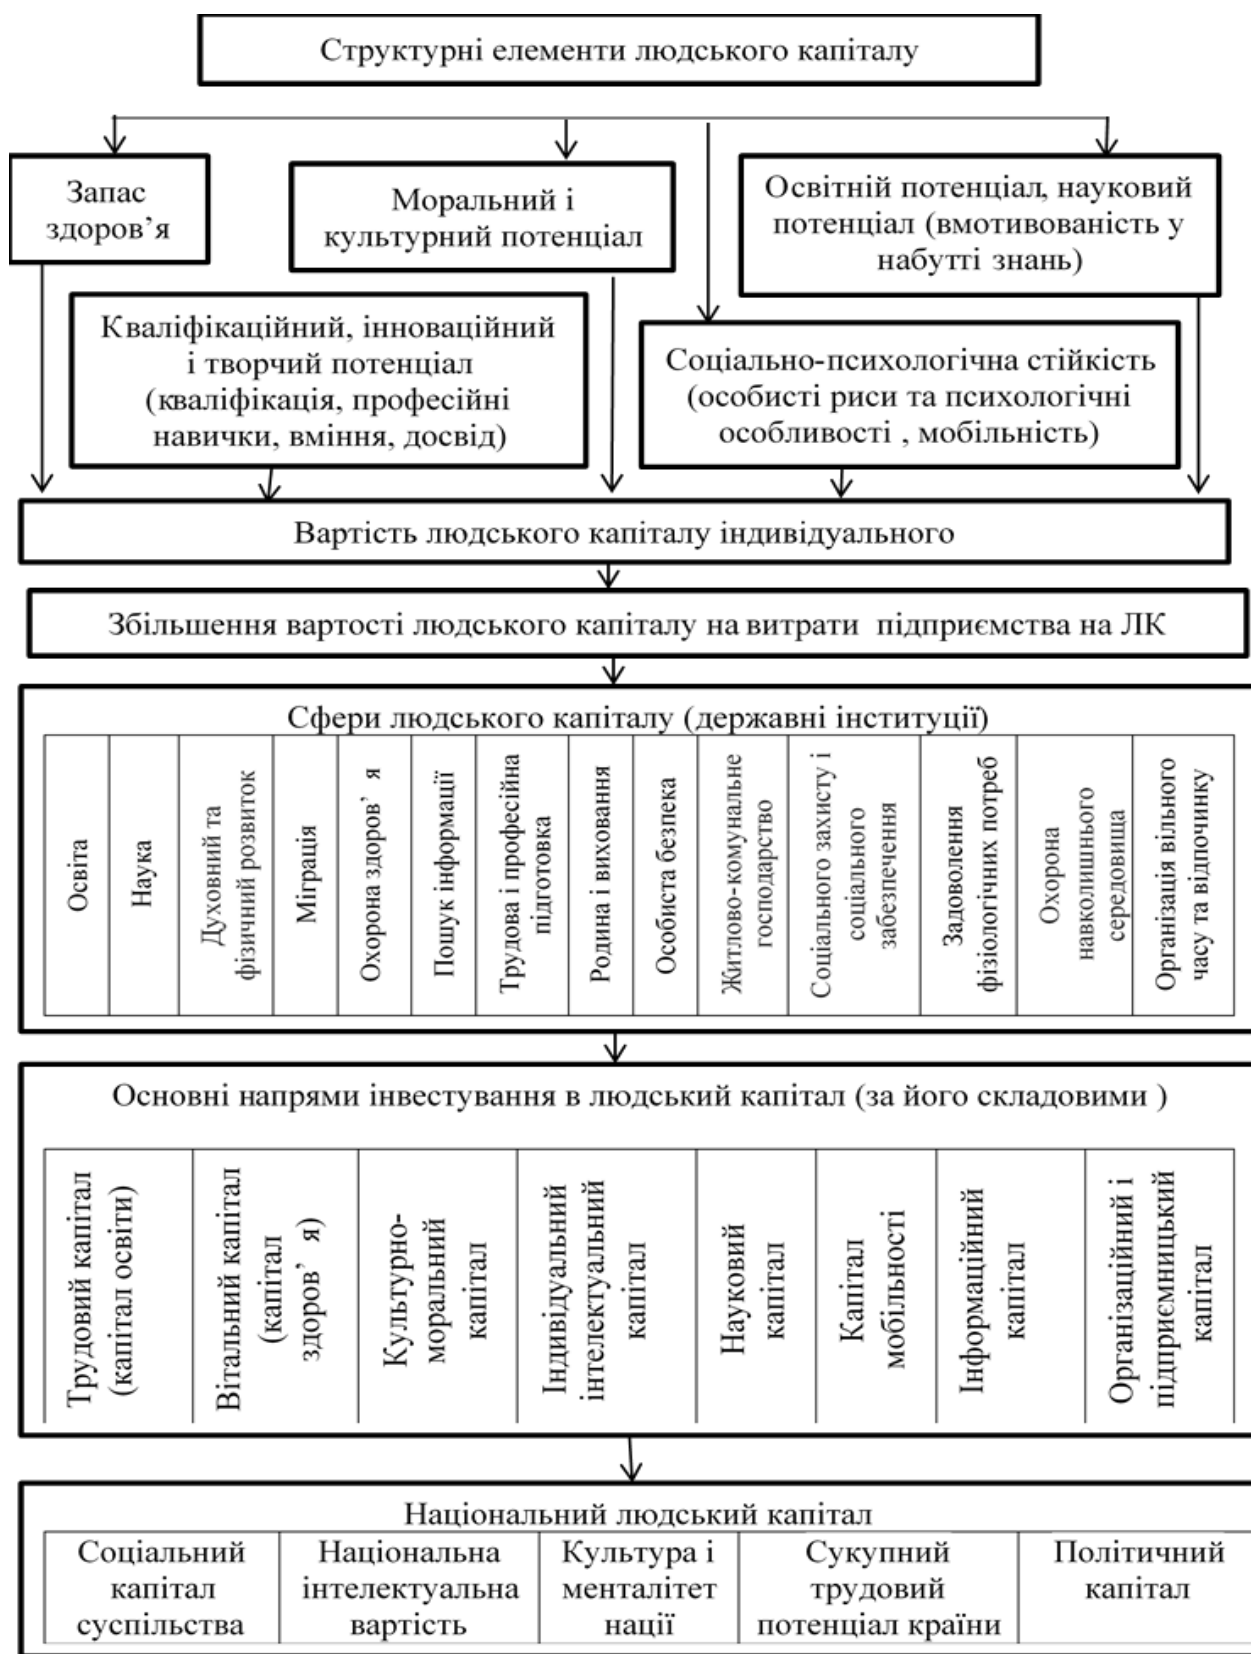 Структурні елементи людського капіталу
Запас
здоров’я
Моральний і
культурний потенціал
Освітній потенціал, науковий
потенціал (вмотивованість у
набутті знань)
Кваліфікаційний, інноваційний
і творчий потенціал
(кваліфікація, професійні
навички, вміння, досвід)
Соціально-психологічна стійкість
(особисті риси та психологічні
особливості , мобільність)
Вартість людського капіталу індивідуального
Збільшення вартості людського капіталу на витрати підприємства на ЛК
Сфери людського капіталу (державні інституції)
Освіта
Наука
Духовний та
фізичний розвиток
Міграція
Охорона здоров’ я
Пошук інформації
Трудова і професійна
підготовка
Родина і виховання
Особиста безпека
Житлово-комунальне
господарство
Соціального захисту і
соціального
забезпечення
Задоволення
фізіологічних потреб
Охорона
навколишнього
середовища
Організація вільного
часу та відпочинку
Основні напрями інвестування в людський капітал (за його складовими )
Трудовий капітал
(капітал освіти)
Вітальний капітал
(капітал
здоров’ я)
Культурно-
моральний
капітал
Індивідуальний
інтелектуальний
капітал
Науковий
капітал
Капітал
мобільності
Інформаційний
капітал
Організаційний і
підприємницький
капітал
Національний людський капітал
Соціальний
капітал
суспільства
Національна
інтелектуальна
вартість
Культура і
менталітет
нації
Сукупний
трудовий
потенціал країни
Політичний
капітал